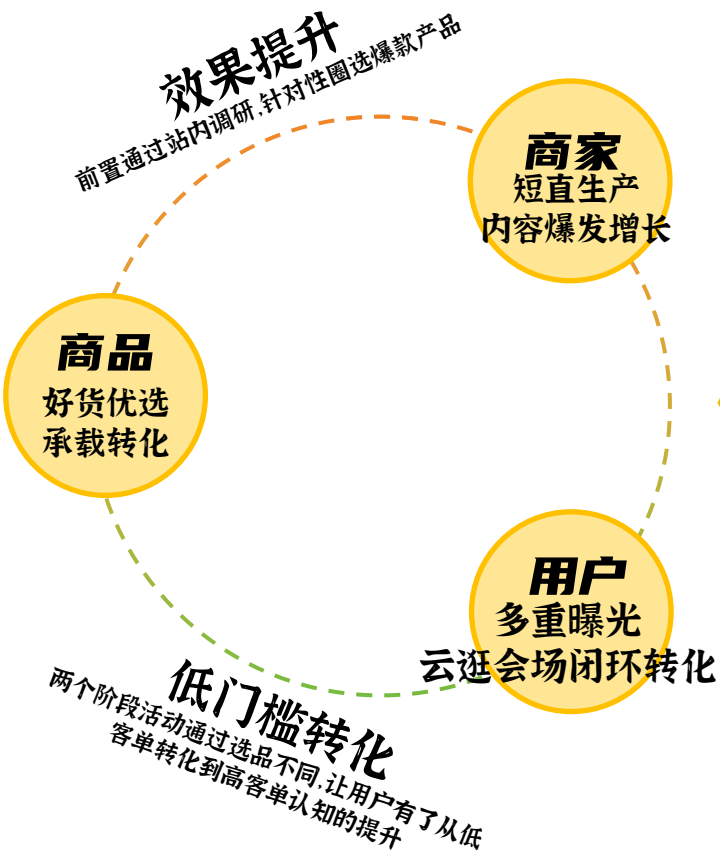 效果提升
前置通过站内调研,针对性圈选爆款产品
商家
短直生产
内容爆发增长
商品
好货优选
承载转化
用户
多重曝光
云逛会场闭环转化
低门槛转化
两个阶段活动通过选品不同,让用户有了从低
客单转化到高客单认知的提升